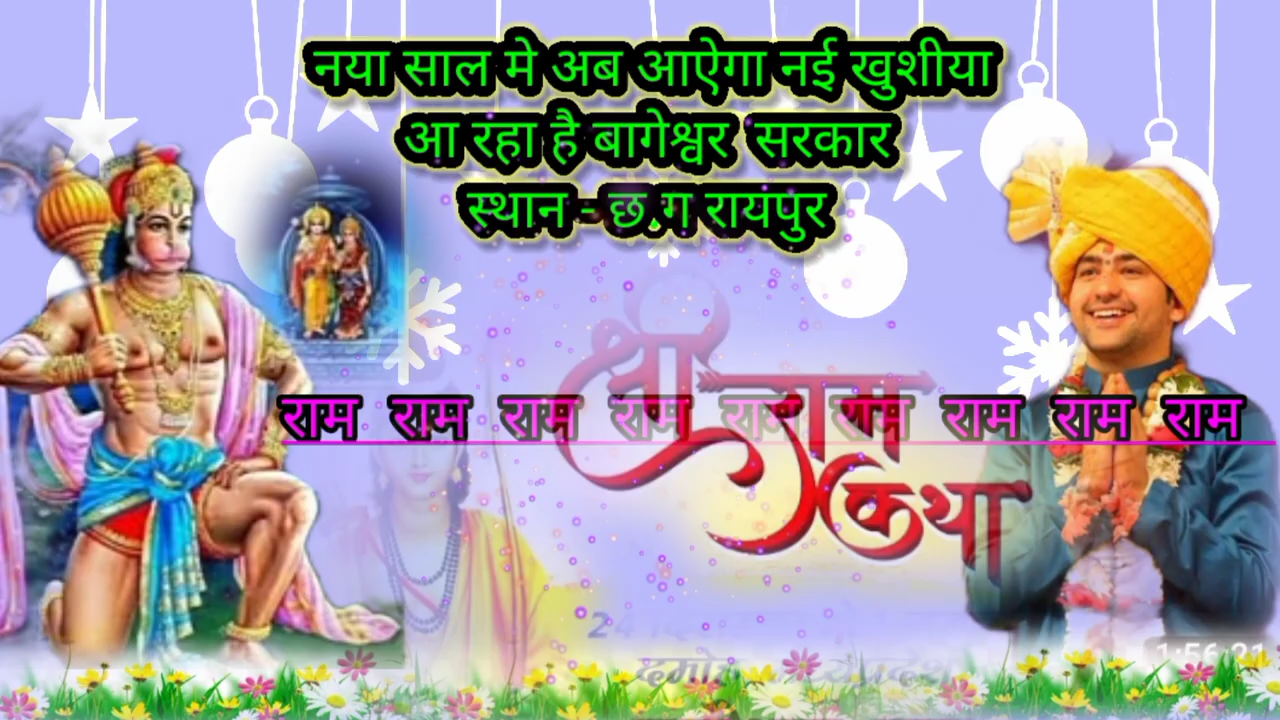 नया साल मे अब आऐगा नई खुशीया
आ रहा है बागेश्वर सरकार
स्थान - छ.ग रायपुर
श्री राम
राम राम राम राम राम राम राम राम राम
कथा
1:56:21